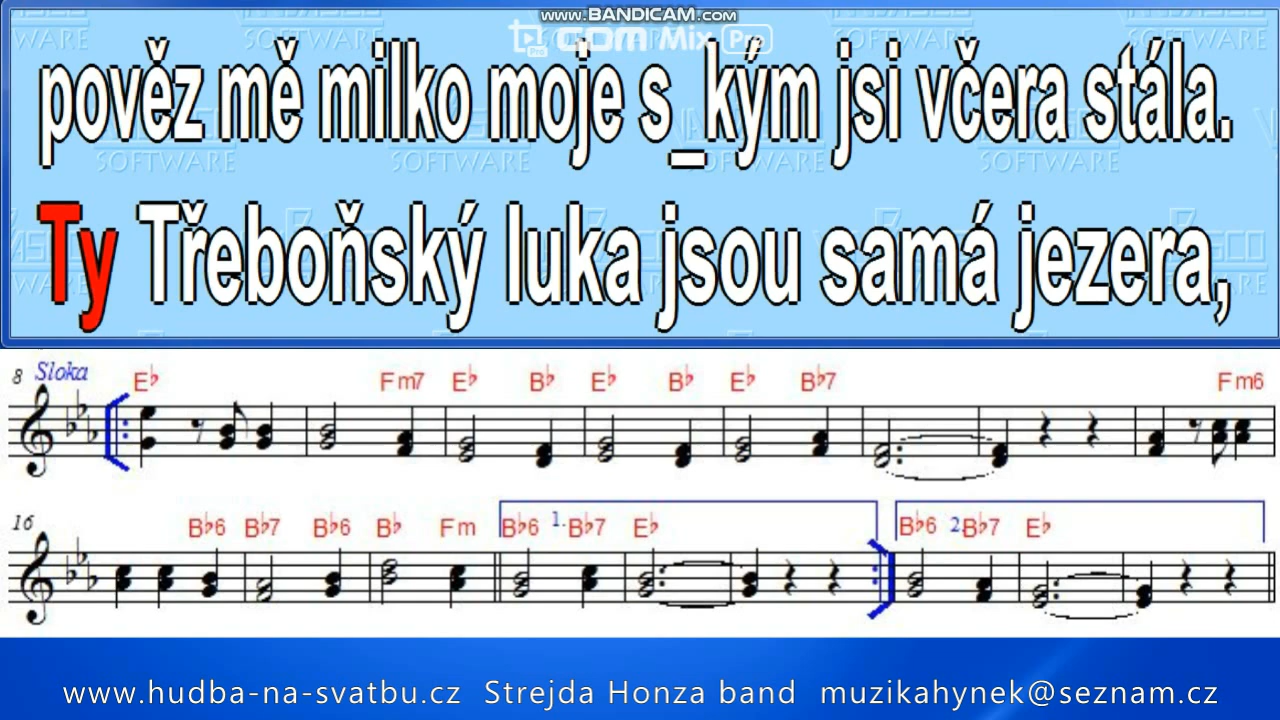 www.BANDICAM.com
GOM Mix Pro
pověz mě milko moje s_kým jsi včera stála.
Ty Třeboňský luka jsou samá jezera,
8 Sloka
E♭ Fm7 E♭ B♭ E♭ B♭ E♭ B♭7 Fm6
16
B♭6 B♭7 B♭6 B♭ Fm B♭6 1. B♭7 E♭ B♭6 2. B♭7 E♭
www.hudba-na-svatbu.cz Strejda Honza band muzikahynek@seznam.cz